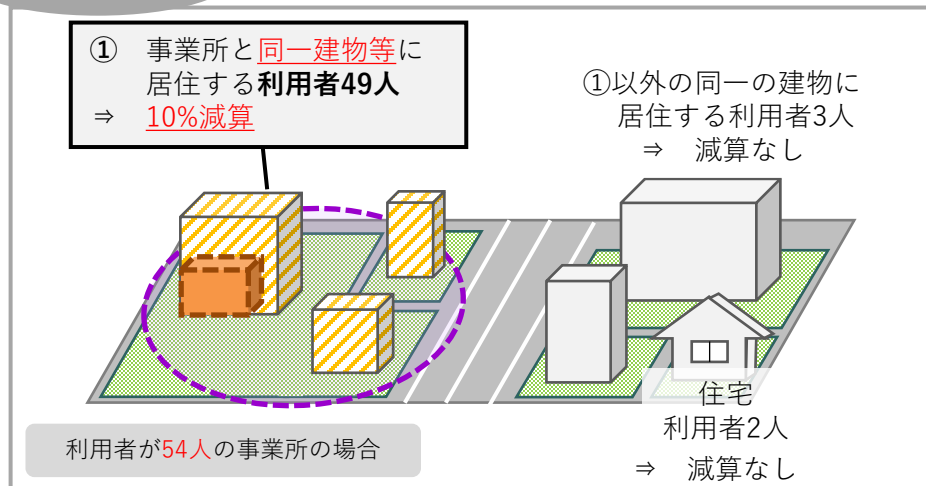 ① 事業所と同一建物等に
居住する利用者49人
⇒ 10%減算
①以外の同一の建物に
居住する利用者3人
⇒ 減算なし
住宅
利用者2人
⇒ 減算なし
利用者が54人の事業所の場合